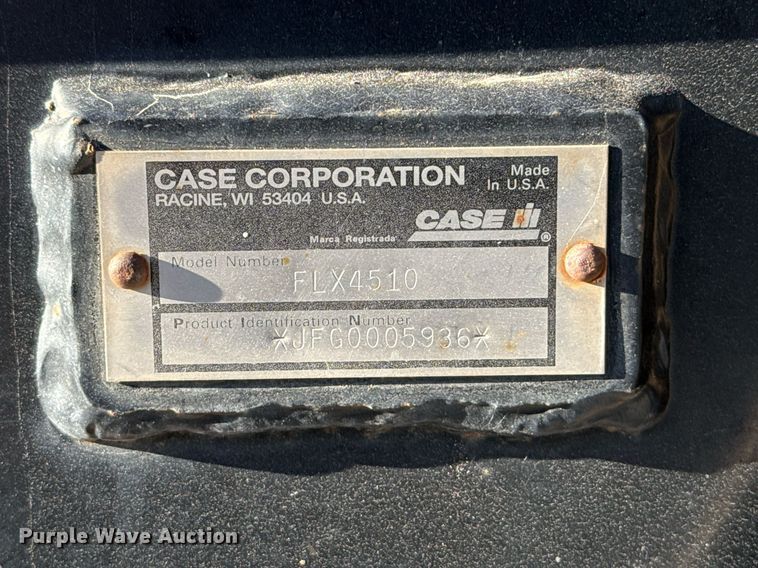 CASE CORPORATION
RACINE, WI 53404 U.S.A.
Made
In U.S.A.
CASE IH®
Marca Registrada
Model Number
FLX4510
Product Identification Number
*JFG0005936*
Purple Wave Auction®